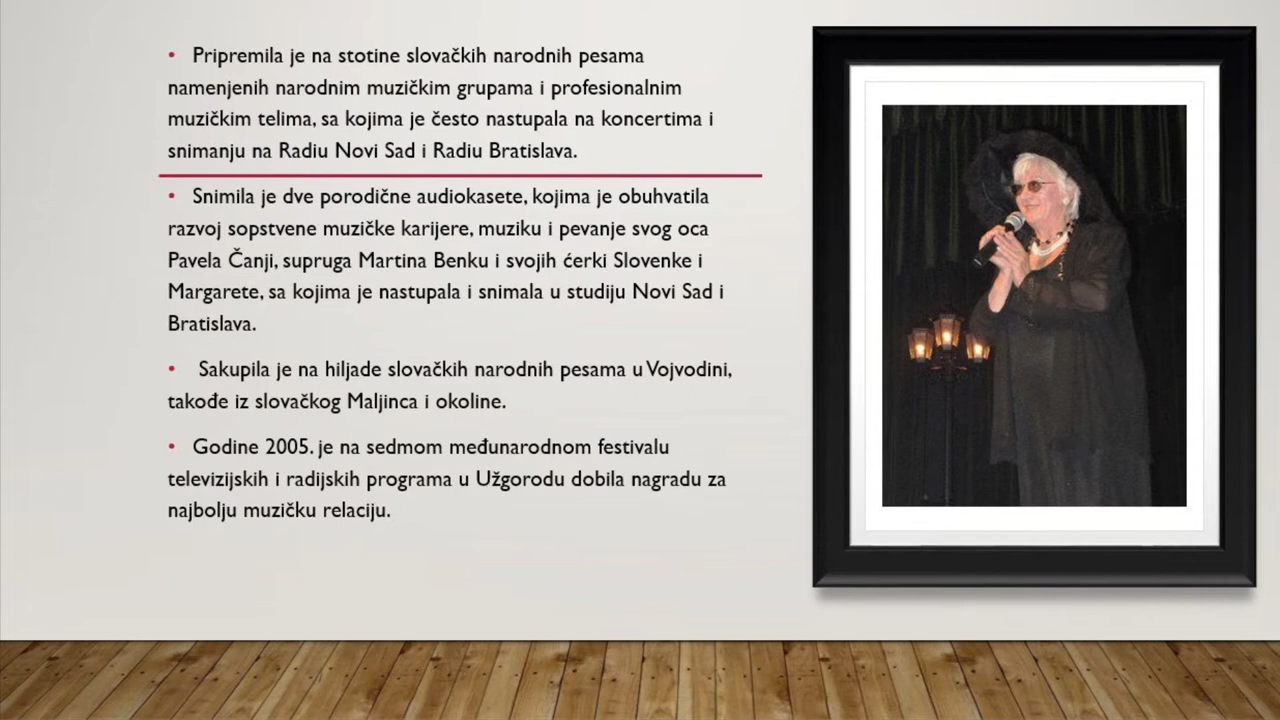 • Pripremila je na stotine slovačkih narodnih pesama
namenjenih narodnim muzičkim grupama i profesionalnim
muzičkim telima, sa kojima je često nastupala na koncertima i
snimanju na Radiu Novi Sad i Radiu Bratislava.
• Snimila je dve porodične audiokasete, kojima je obuhvatila
razvoj sopstvene muzičke karijere, muziku i pevanje svog oca
Pavela Čanji, supruga Martina Benku i svojih ćerki Slovenke i
Margarete, sa kojima je nastupala i snimala u studiju Novi Sad i
Bratislava.
• Sakupila je na hiljade slovačkih narodnih pesama u Vojvodini,
takođe iz slovačkog Maljinca i okoline.
• Godine 2005. je na sedmom međunarodnom festivalu
televizijskih i radijskih programa u Užgorodu dobila nagradu za
najbolju muzičku relaciju.